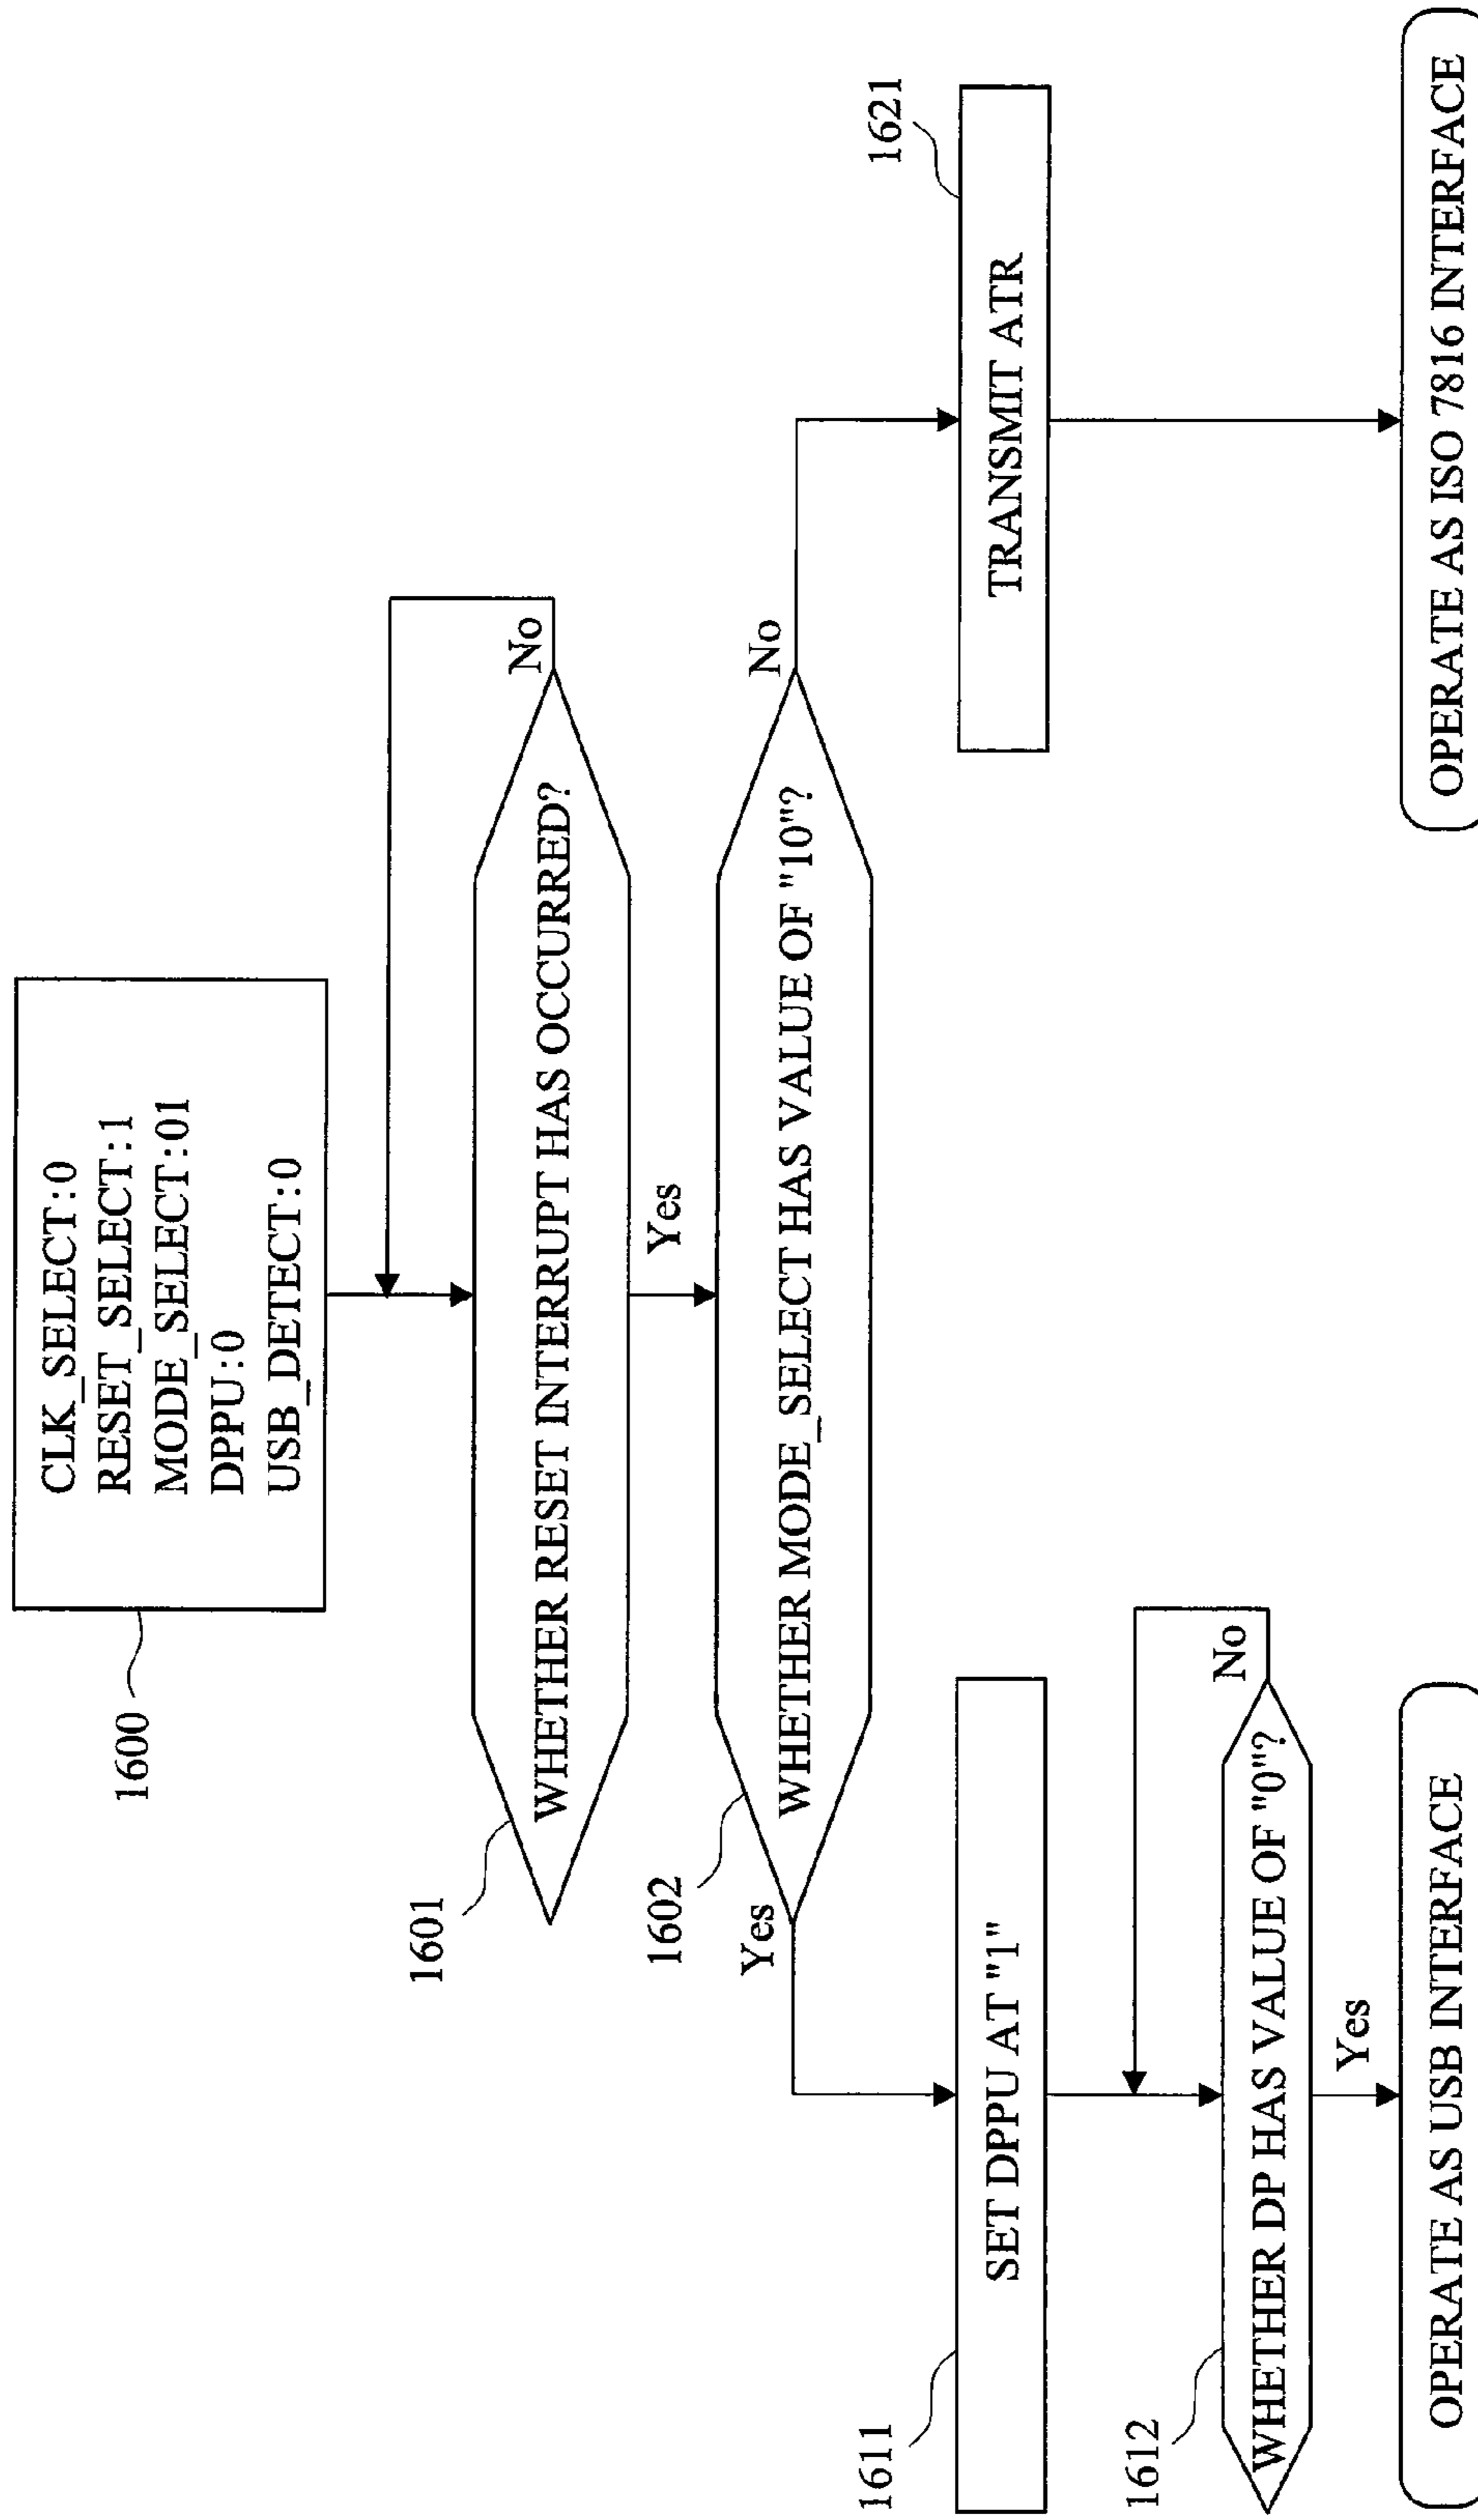 1600
CLK_SELECT:0
RESET_SELECT:1
MODE_SELECT:01
DPPU:0
USB_DETECT:0
1601
WHETHER RESET INTERRUPT HAS OCCURRED?
No
Yes
1602
WHETHER MODE_SELECT HAS VALUE OF "10"?
Yes
No
1611
SET DPPU AT "1"
1621
TRANSMIT ATR
1612
WHETHER DP HAS VALUE OF "0"?
No
Yes
OPERATE AS USB INTERFACE
OPERATE AS ISO 7816 INTERFACE